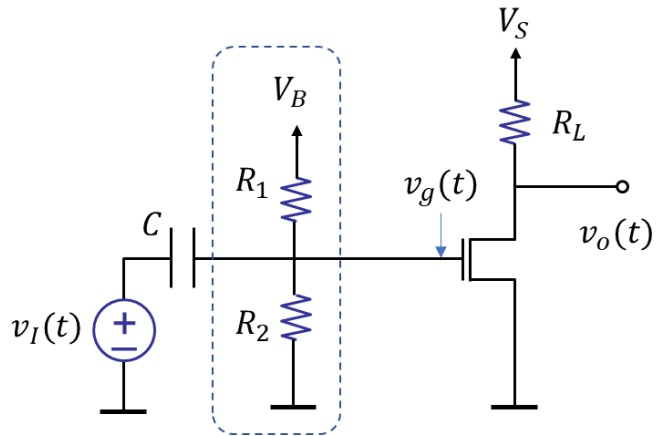 V_S
V_B
R_L
R_1
v_g(t)
C
v_o(t)
v_I(t)
+
−
R_2